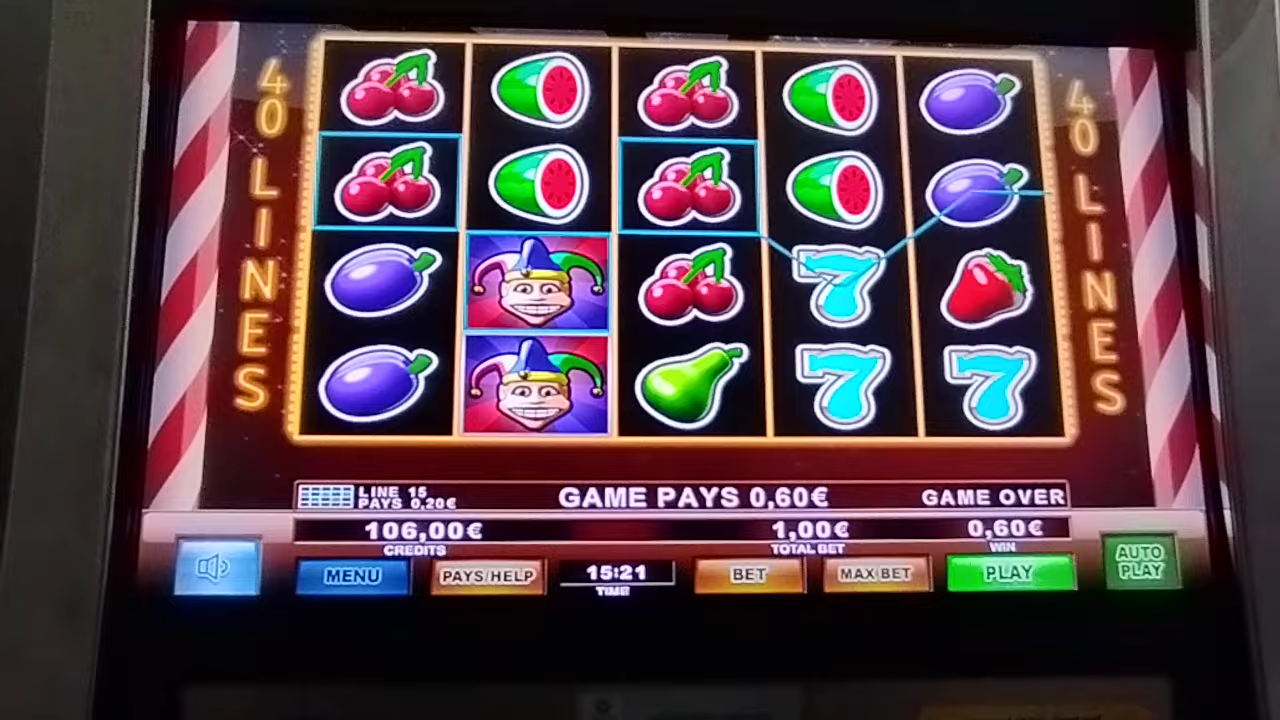 40 LINES
40 LINES
LINE 15
PAYS 0,20€
GAME PAYS 0,60€
GAME OVER
106,00€
CREDITS
1,00€
TOTAL BET
0,60€
WIN
MENU
PAYS/HELP
15:21
TIME
BET
MAX BET
PLAY
AUTO
PLAY